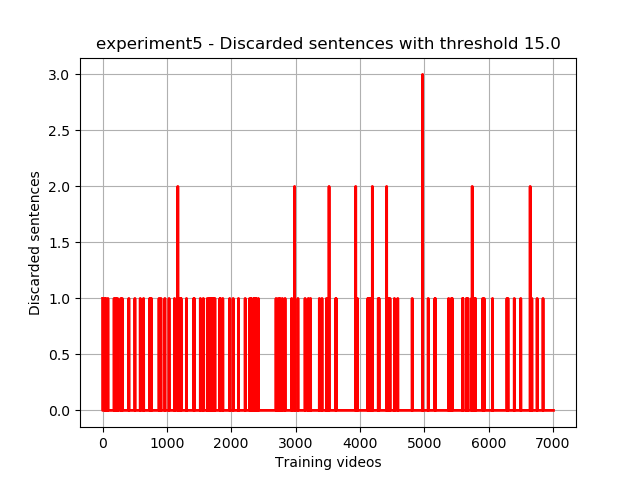 experiment5 - Discarded sentences with threshold 15.0
3.0
2.5
2.0
1.5
1.0
0.5
0.0
Discarded sentences
0 1000 2000 3000 4000 5000 6000 7000
Training videos